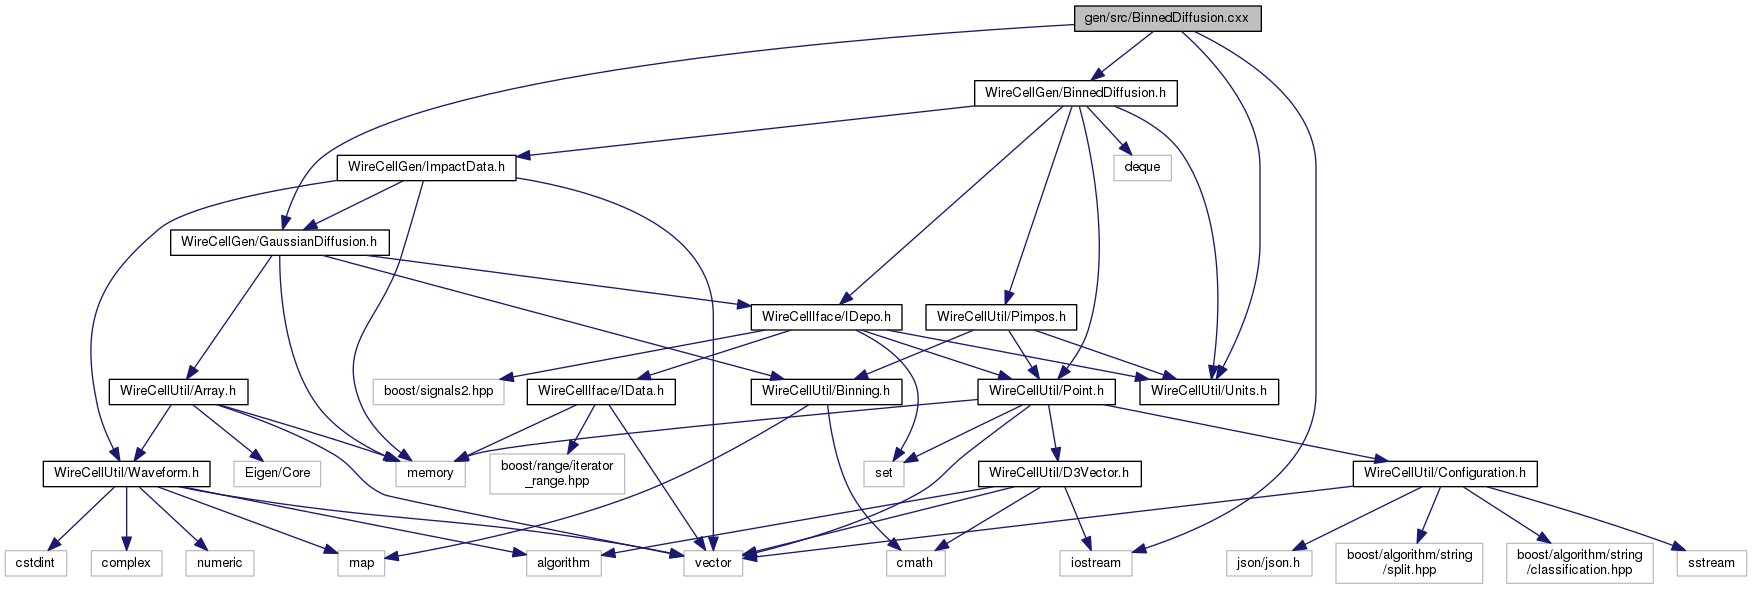 gen/src/BinnedDiffusion.cxx
WireCellGen/BinnedDiffusion.h
WireCellGen/ImpactData.h
deque
WireCellGen/GaussianDiffusion.h
WireCellIface/IDepo.h
WireCellUtil/Pimpos.h
WireCellUtil/Array.h
boost/signals2.hpp
WireCellIface/IData.h
WireCellUtil/Binning.h
WireCellUtil/Point.h
WireCellUtil/Units.h
WireCellUtil/Waveform.h
Eigen/Core
memory
boost/range/iterator
_range.hpp
set
WireCellUtil/D3Vector.h
WireCellUtil/Configuration.h
cstdint
complex
numeric
map
algorithm
vector
cmath
iostream
json/json.h
boost/algorithm/string
/split.hpp
boost/algorithm/string
/classification.hpp
sstream